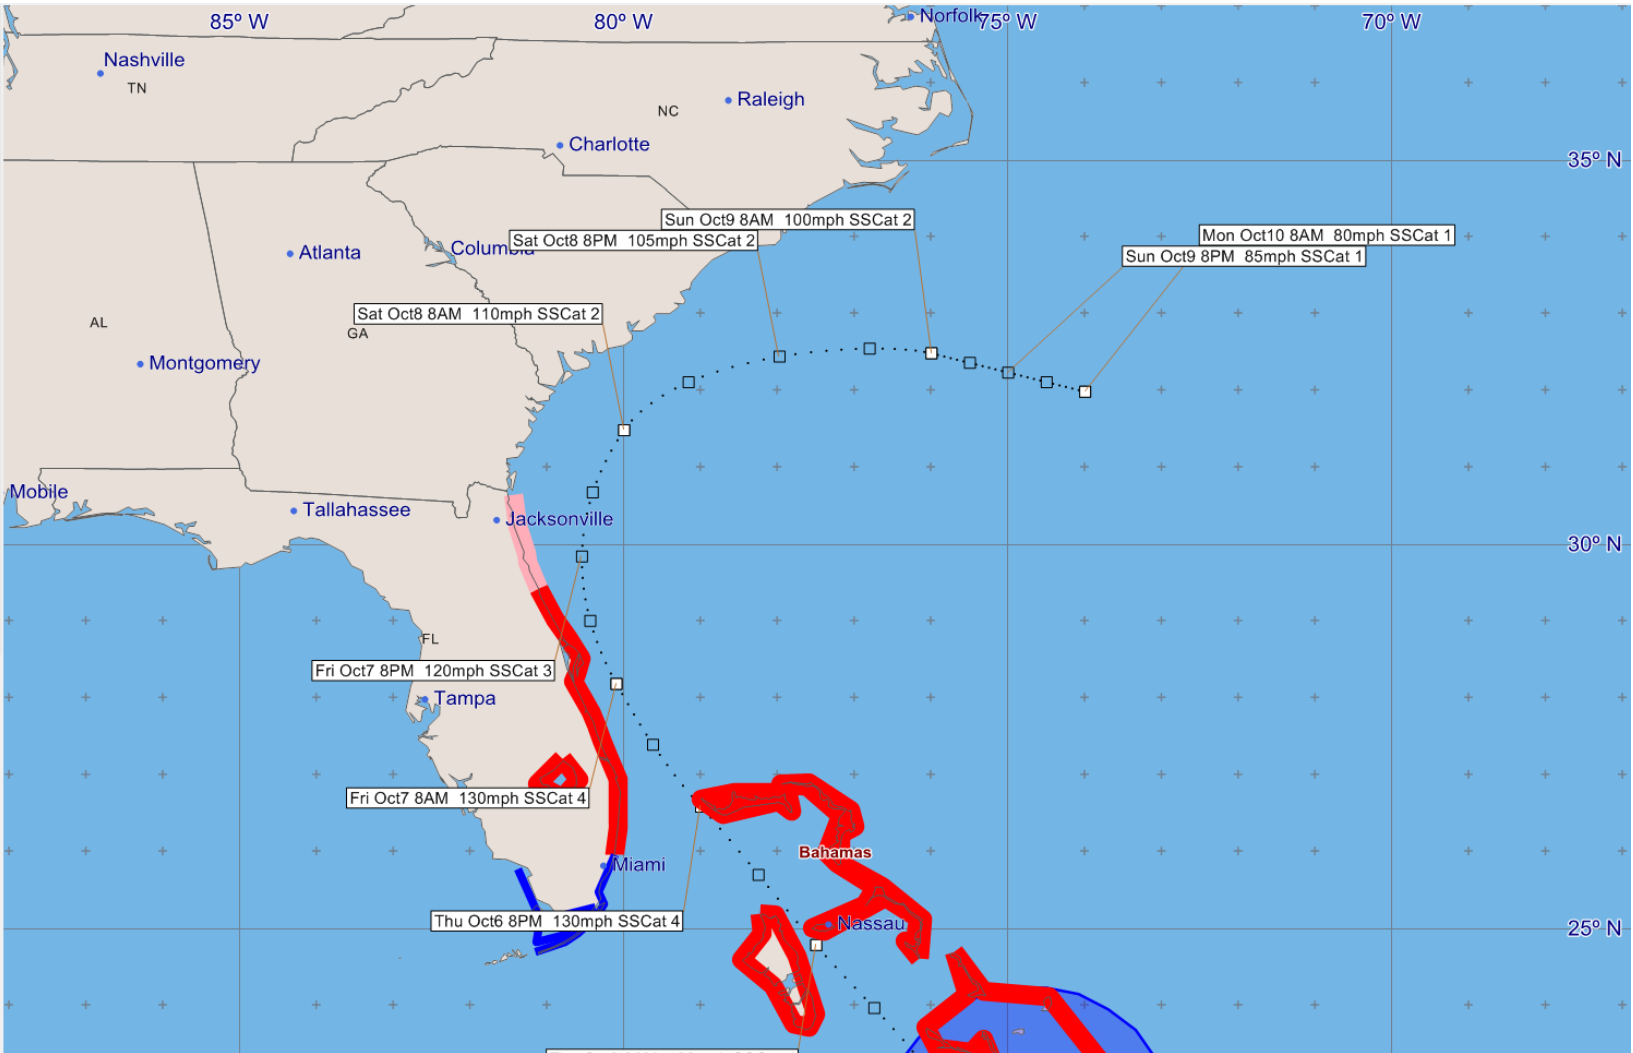 85° W
80° W
Norfolk
75° W
70° W
Nashville
TN
NC
Raleigh
Charlotte
35° N
Sun Oct9 8AM 100mph SSCat 2
Sat Oct8 8PM 105mph SSCat 2
Mon Oct10 8AM 80mph SSCat 1
Sun Oct9 8PM 85mph SSCat 1
Atlanta
Columbia
Sat Oct8 8AM 110mph SSCat 2
AL
GA
Montgomery
Mobile
Tallahassee
Jacksonville
30° N
FL
Fri Oct7 8PM 120mph SSCat 3
Tampa
Fri Oct7 8AM 130mph SSCat 4
Bahamas
Miami
Thu Oct6 8PM 130mph SSCat 4
Nassau
25° N